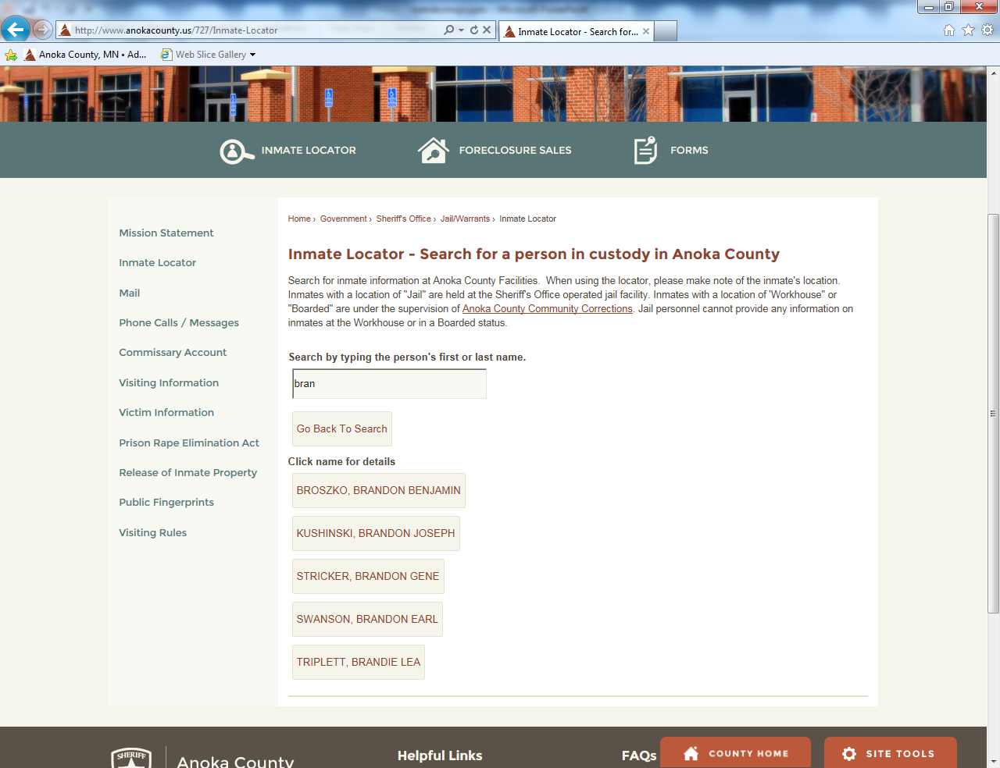 http://www.anokacounty.us/727/Inmate-Locator
Inmate Locator - Search for...
Anoka County, MN • Ad...
Web Slice Gallery
INMATE LOCATOR
FORECLOSURE SALES
FORMS
Mission Statement
Inmate Locator
Mail
Phone Calls / Messages
Commissary Account
Visiting Information
Victim Information
Prison Rape Elimination Act
Release of Inmate Property
Public Fingerprints
Visiting Rules
Home › Government › Sheriff's Office › Jail/Warrants › Inmate Locator
Inmate Locator - Search for a person in custody in Anoka County
Search for inmate information at Anoka County Facilities. When using the locator, please make note of the inmate's location.
Inmates with a location of "Jail" are held at the Sheriff's Office operated jail facility. Inmates with a location of 'Workhouse" or
"Boarded" are under the supervision of Anoka County Community Corrections. Jail personnel cannot provide any information on
inmates at the Workhouse or in a Boarded status.
Search by typing the person's first or last name.
bran
Go Back To Search
Click name for details
BROSZKO, BRANDON BENJAMIN
KUSHINSKI, BRANDON JOSEPH
STRICKER, BRANDON GENE
SWANSON, BRANDON EARL
TRIPLETT, BRANDIE LEA
SHERIFF
Anoka County
Helpful Links
FAQs
COUNTY HOME
SITE TOOLS